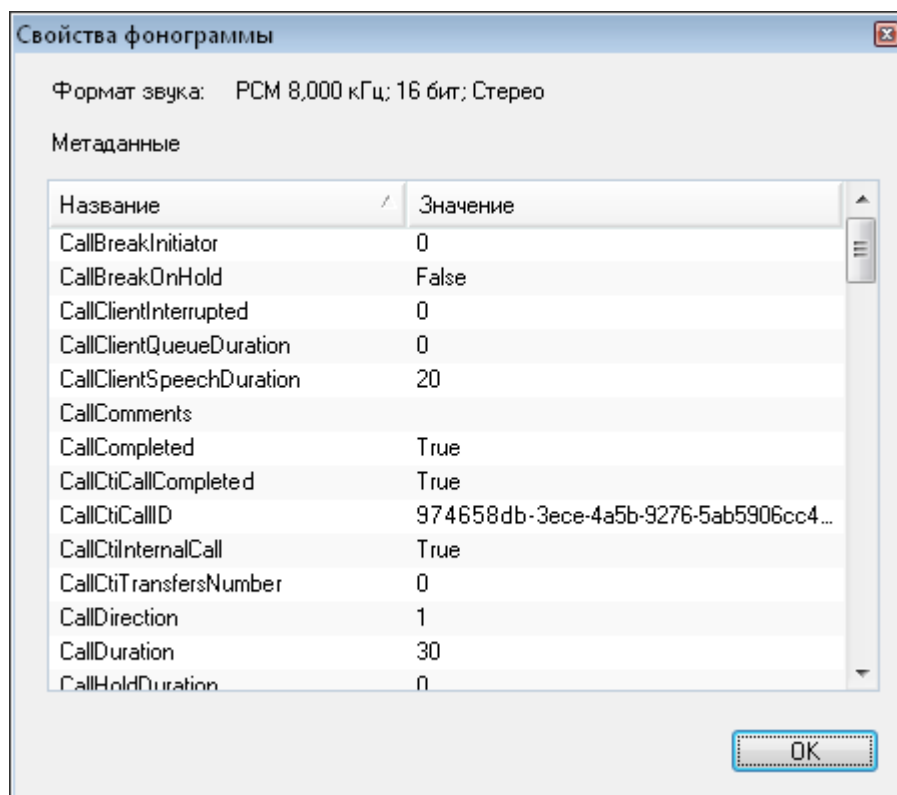 Свойства фонограммы
Формат звука: PCM 8,000 кГц; 16 бит; Стерео
Метаданные
Название Значение
CallBreakInitiator 0
CallBreakOnHold False
CallClientInterrupted 0
CallClientQueueDuration 0
CallClientSpeechDuration 20
CallComments
CallCompleted True
CallCtiCallCompleted True
CallCtiCallID 974658db-3ece-4a5b-9276-5ab5906cc4...
CallCtiInternalCall True
CallCtiTransfersNumber 0
CallDirection 1
CallDuration 30
CallHoldDuration 0
OK